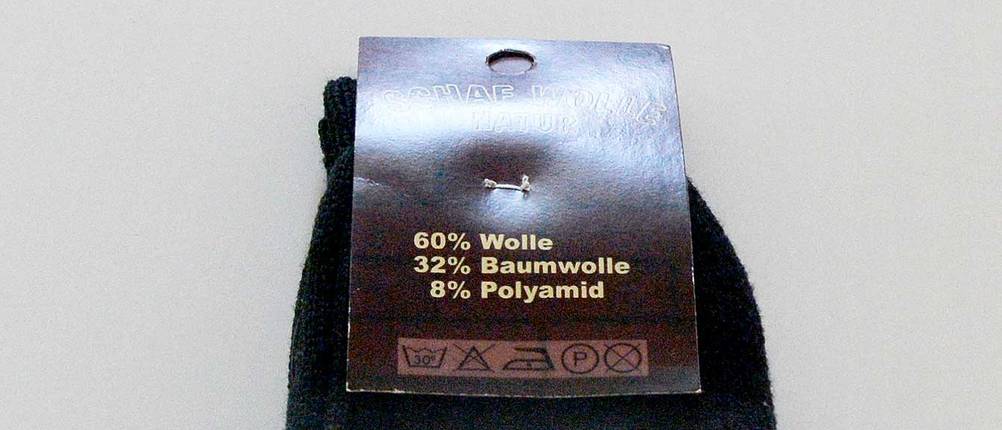 SCHAF WOLLE
NATUR
60% Wolle
32% Baumwolle
8% Polyamid
30° P